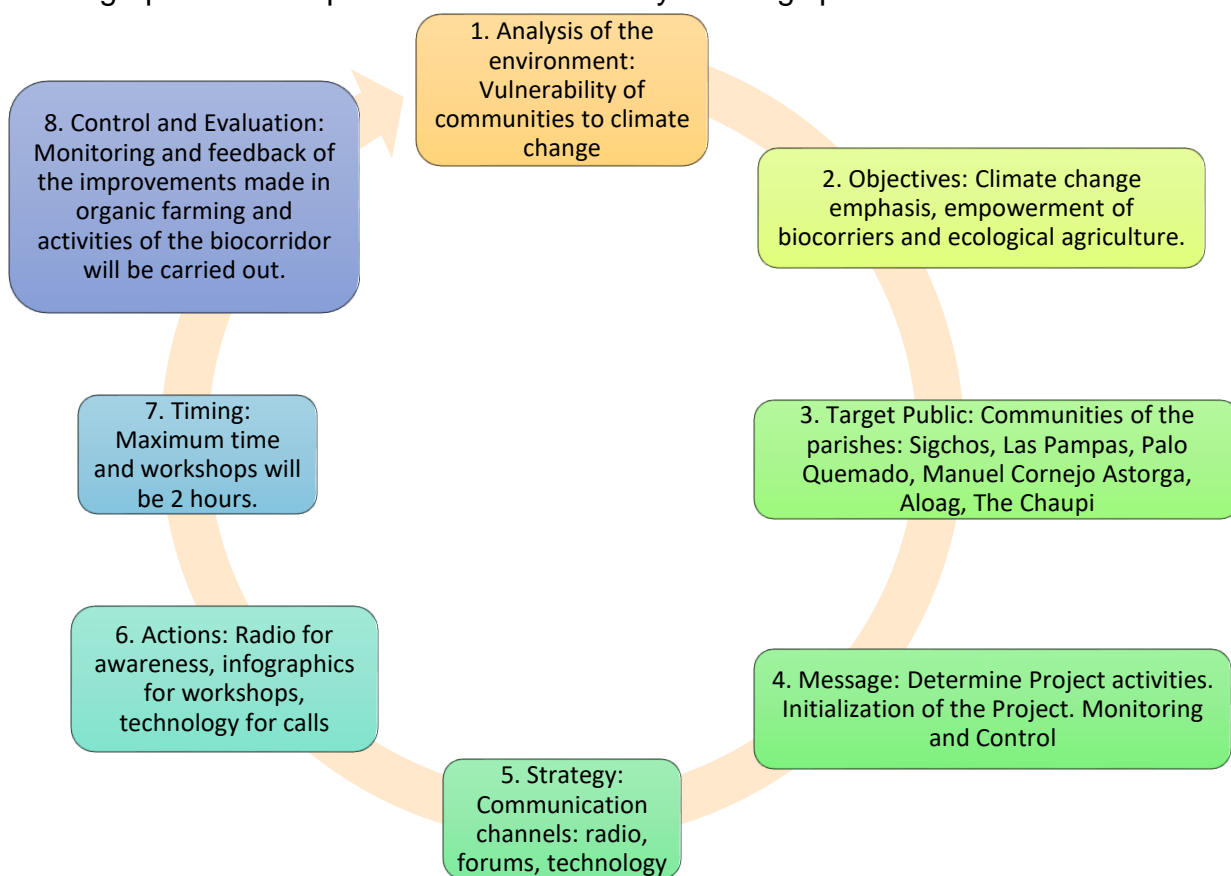 1. Analysis of the
environment:
Vulnerability of
communities to climate
change
2. Objectives: Climate change
emphasis, empowerment of
biocorriers and ecological agriculture.
3. Target Public: Communities of the
parishes: Sigchos, Las Pampas, Palo
Quemado, Manuel Cornejo Astorga,
Aloag, The Chaupi
4. Message: Determine Project activities.
Initialization of the Project. Monitoring
and Control
5. Strategy:
Communication
channels: radio,
forums, technology
6. Actions: Radio for
awareness, infographics
for workshops,
technology for calls
7. Timing:
Maximum time
and workshops will
be 2 hours.
8. Control and Evaluation:
Monitoring and feedback of
the improvements made in
organic farming and
activities of the biocorridor
will be carried out.